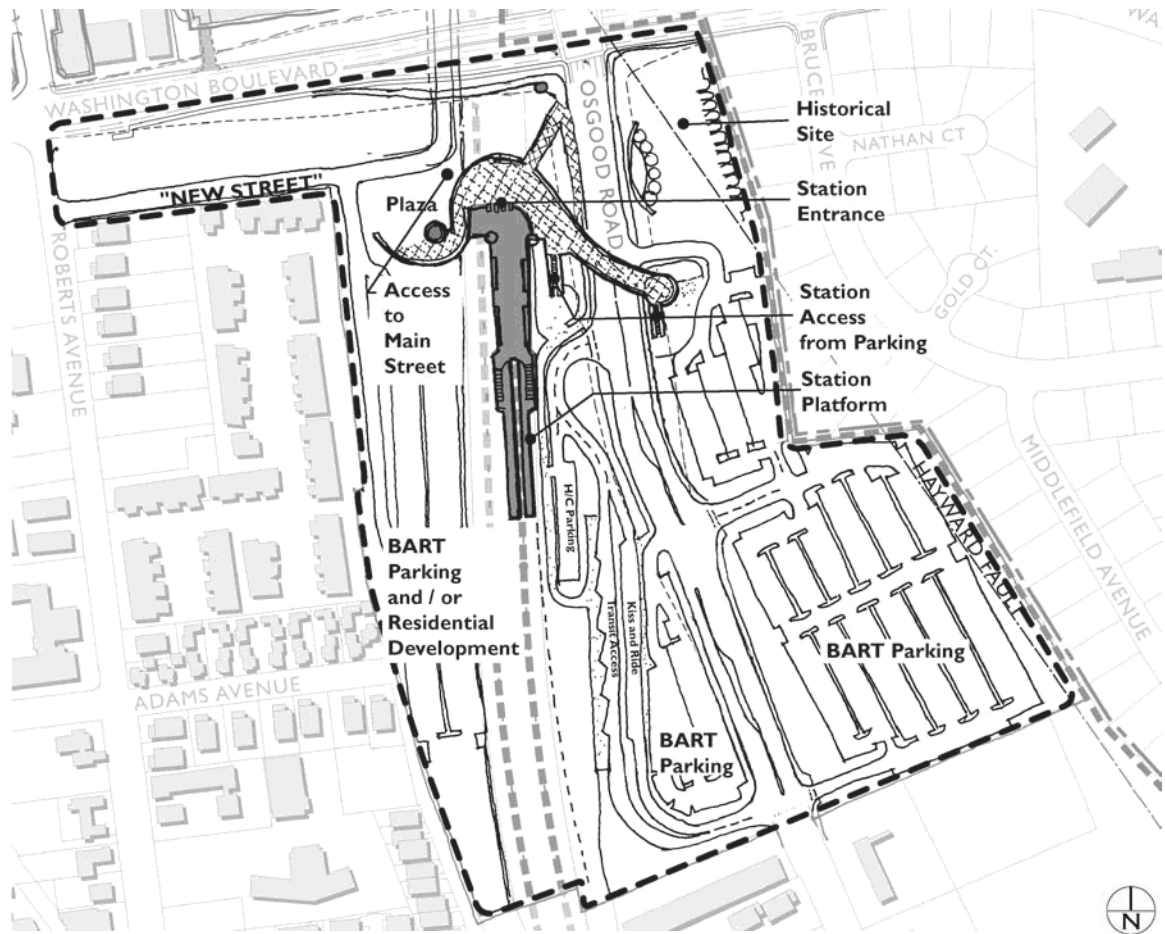 WA
WASHINGTON BOULEVARD
OSGOOD ROAD
BRUCE
VE
Historical
Site
NATHAN CT
"NEW STREET"
Plaza
Station
Entrance
ROBERTS AVENUE
GOLD CT.
Access
to
Main
Street
Station
Access
from Parking
Station
Platform
MIDDLEFIELD AVENUE
HAYWARD FAULT
H/C Parking
BART
Parking
and / or
Residential
Development
Transit Access
Kiss and Ride
BART Parking
ADAMS AVENUE
BART
Parking
N